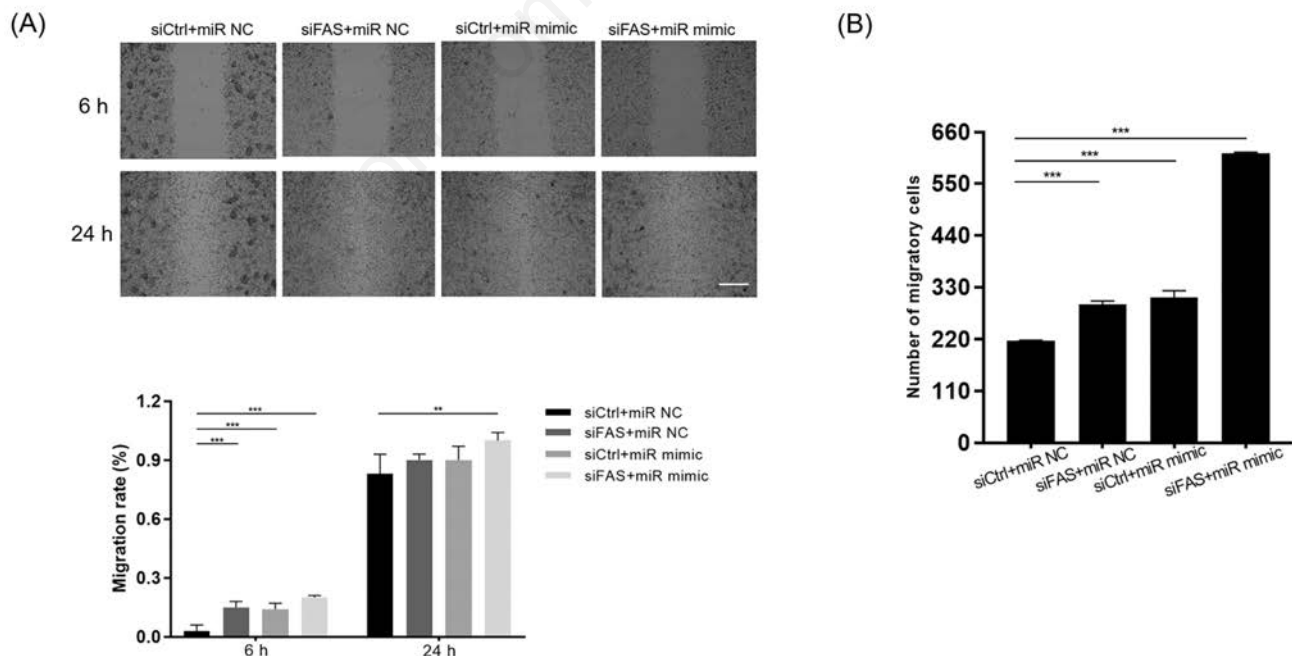 (A)
siCtrl+miR NC siFAS+miR NC siCtrl+miR mimic siFAS+miR mimic
6 h
24 h
1.2
0.9
0.6
0.3
0.0
Migration rate (%)
***
***
***
**
6 h 24 h
siCtrl+miR NC
siFAS+miR NC
siCtrl+miR mimic
siFAS+miR mimic
(B)
660
550
440
330
220
110
0
Number of migratory cells
***
***
***
siCtrl+miR NC siFAS+miR NC siCtrl+miR mimic siFAS+miR mimic